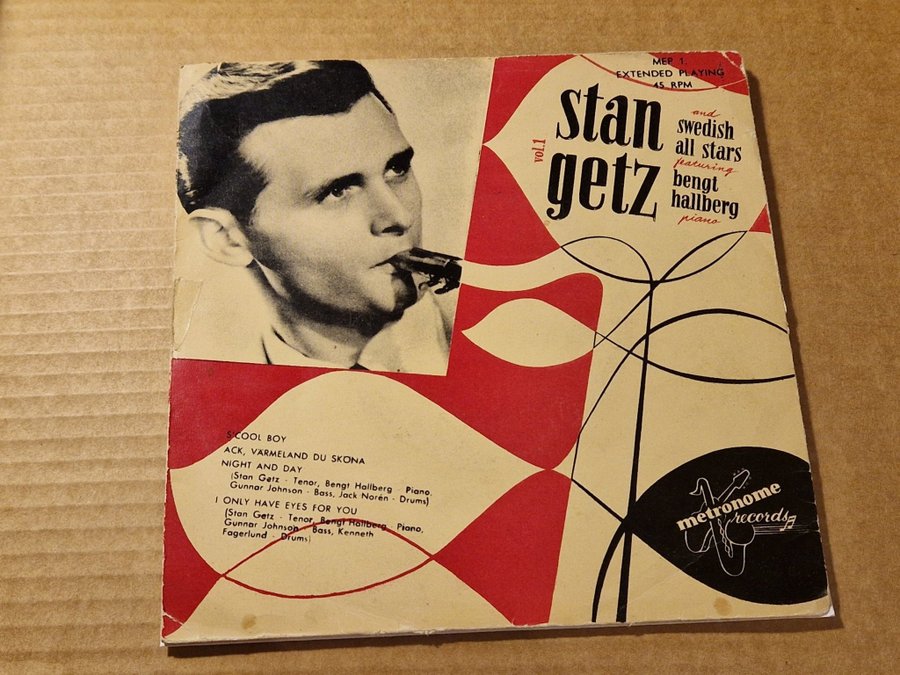 MEP 1.
EXTENDED PLAYING
45 RPM
vol.1
stan
getz
and
swedish
all stars
featuring
bengt
hallberg
piano
S'COOL BOY
ACK, VÄRMELAND DU SKÖNA
NIGHT AND DAY
(Stan Getz - Tenor, Bengt Hallberg - Piano,
Gunnar Johnson - Bass, Jack Norén - Drums)
I ONLY HAVE EYES FOR YOU
(Stan Getz - Tenor, Bengt Hallberg - Piano,
Gunnar Johnson - Bass, Kenneth
Fagerlund - Drums)
metronome
records